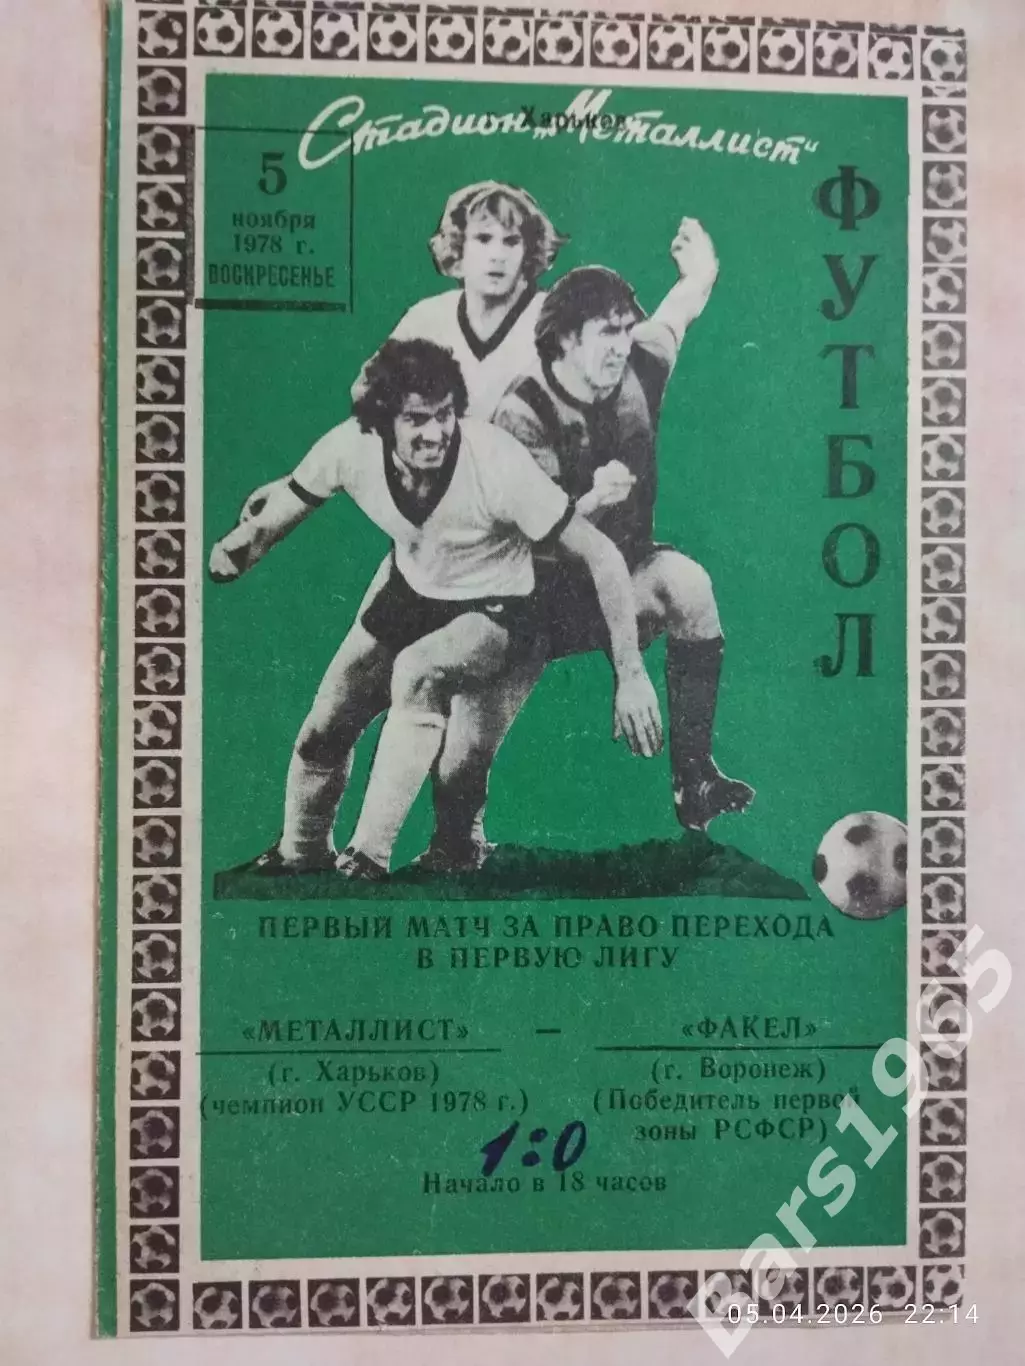 Харьков
Стадион „Металлист"
5
ноября
1978 г.
ВОСКРЕСЕНЬЕ
ФУТБОЛ
ПЕРВЫЙ МАТЧ ЗА ПРАВО ПЕРЕХОДА
В ПЕРВУЮ ЛИГУ
«МЕТАЛЛИСТ» — «ФАКЕЛ»
(г. Харьков) (г. Воронеж)
(чемпион УССР 1978 г.) (Победитель первой
зоны РСФСР)
1:0
Начало в 18 часов
Bars1965
05.04.2026 22:14